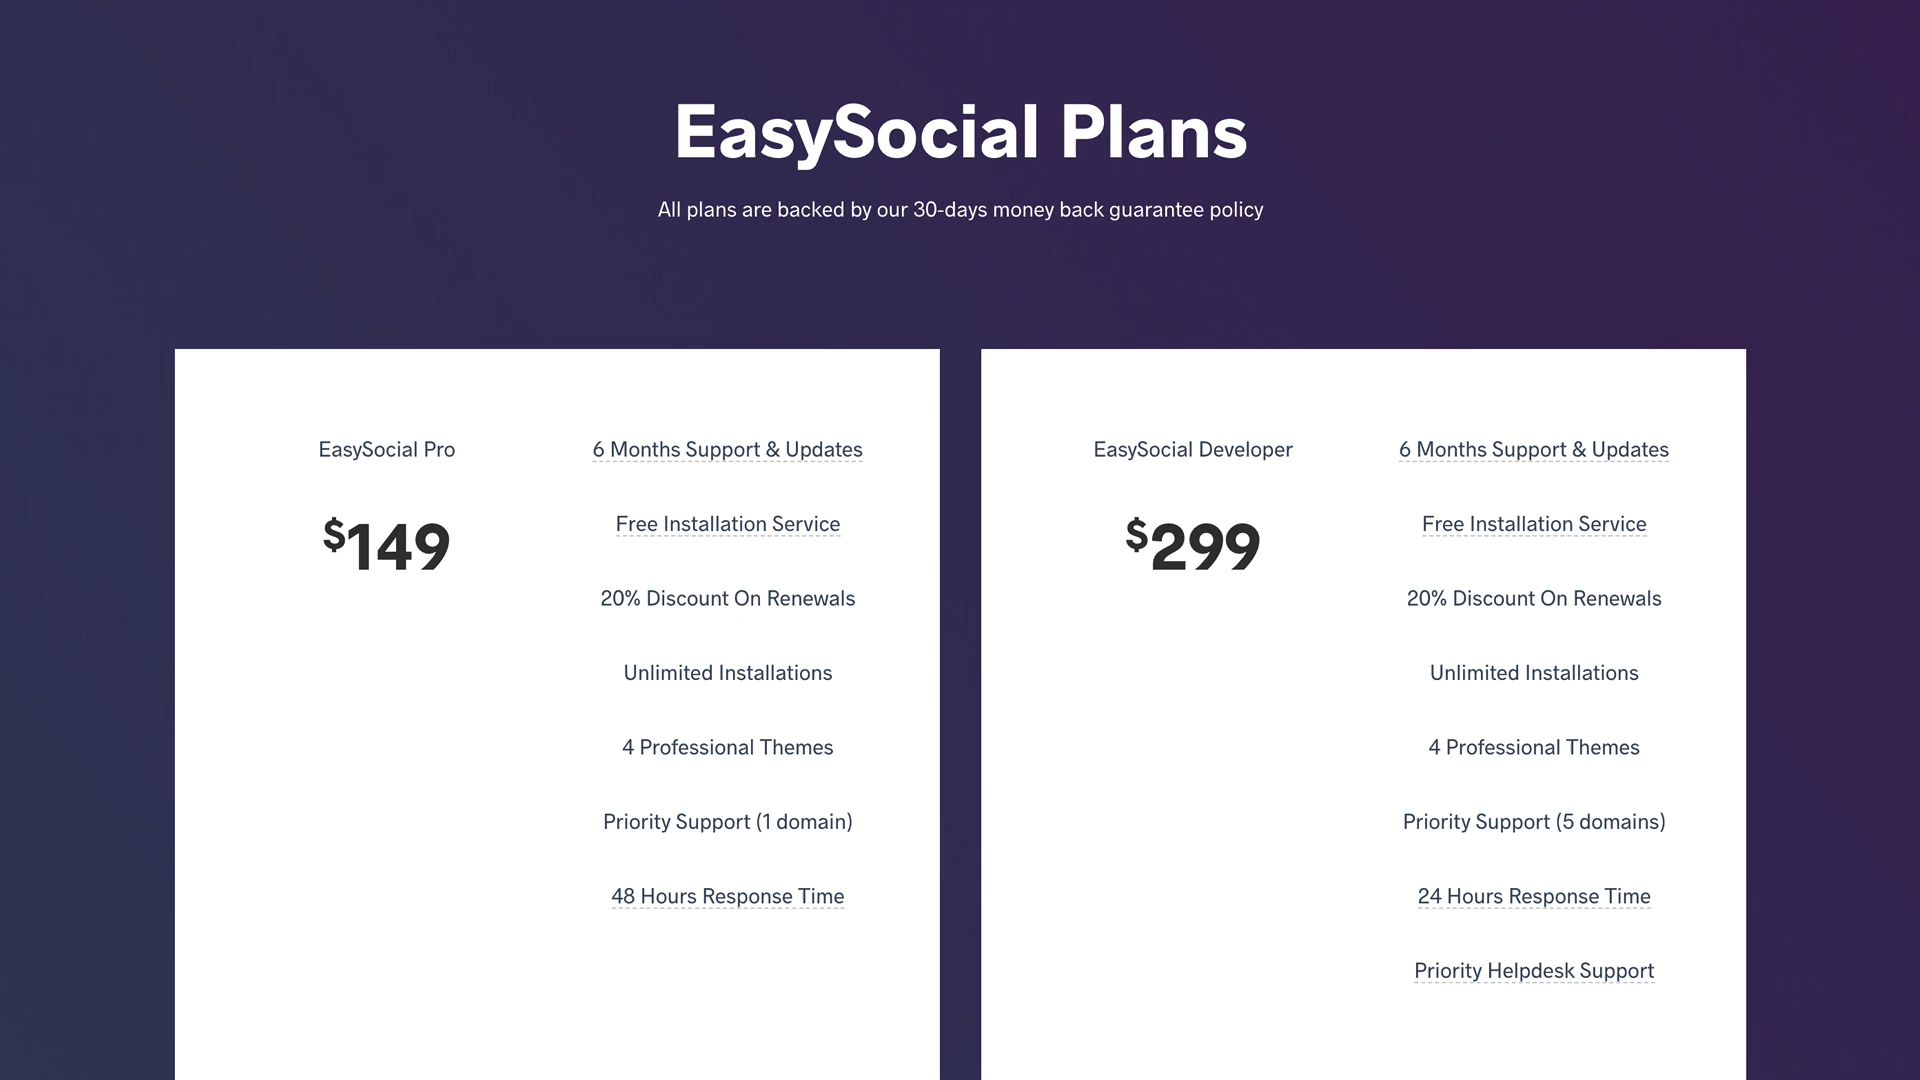 EasySocial Plans
All plans are backed by our 30-days money back guarantee policy
EasySocial Pro
$149
6 Months Support & Updates
Free Installation Service
20% Discount On Renewals
Unlimited Installations
4 Professional Themes
Priority Support (1 domain)
48 Hours Response Time
EasySocial Developer
$299
6 Months Support & Updates
Free Installation Service
20% Discount On Renewals
Unlimited Installations
4 Professional Themes
Priority Support (5 domains)
24 Hours Response Time
Priority Helpdesk Support